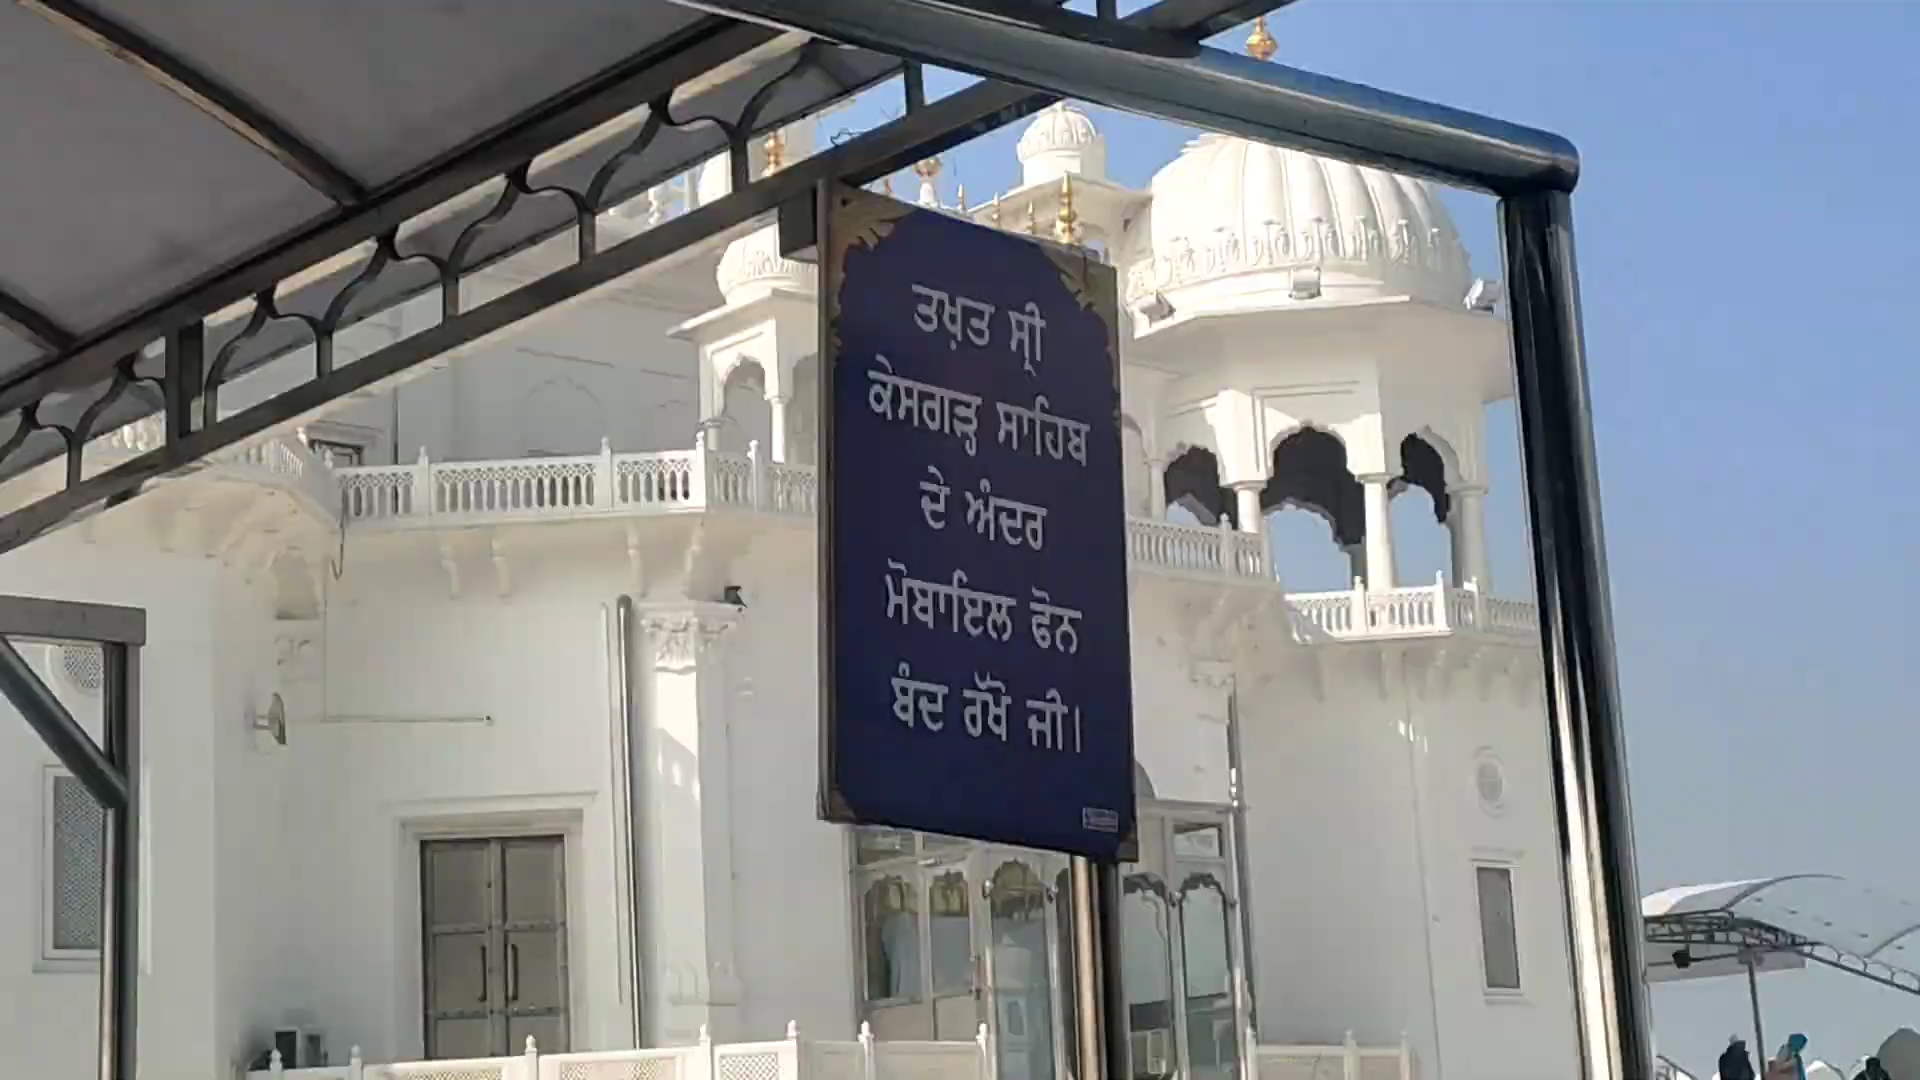 ਤਖ਼ਤ ਸ੍ਰੀ
ਕੇਸਗੜ੍ਹ ਸਾਹਿਬ
ਦੇ ਅੰਦਰ
ਮੋਬਾਇਲ ਫੋਨ
ਬੰਦ ਰੱਖੋ ਜੀ।